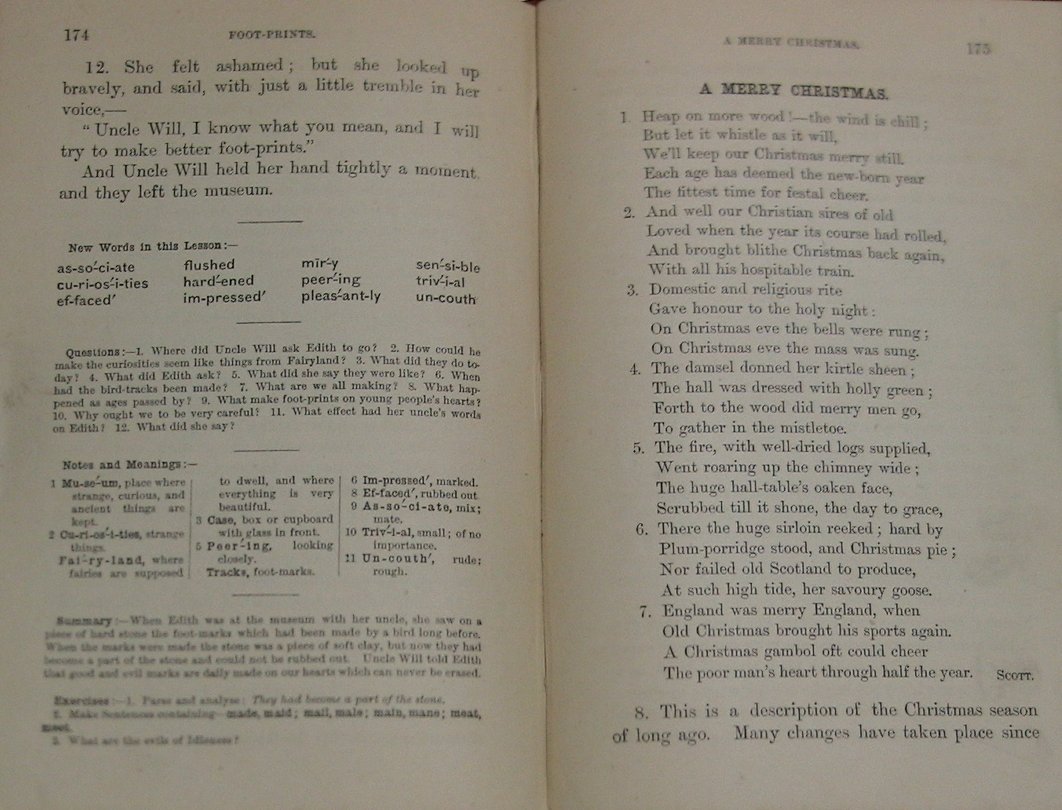 174 FOOT-PRINTS.
12. She felt ashamed; but she looked up
bravely, and said, with just a little tremble in her
voice,—
"Uncle Will, I know what you mean, and I will
try to make better foot-prints."
And Uncle Will held her hand tightly a moment,
and they left the museum.
New Words in this Lesson:—
as-so´-ci-ate flushed mīr´-y sen´-si-ble
cu-ri-os´-i-ties hard´-ened peer´-ing triv´-i-al
ef-faced´ im-pressed´ pleas´-ant-ly un-couth
Questions:—1. Where did Uncle Will ask Edith to go? 2. How could he
make the curiosities seem like things from Fairyland? 3. What did they do to-
day? 4. What did Edith ask? 5. What did she say they were like? 6. When
had the bird-tracks been made? 7. What are we all making? 8. What hap-
pened as ages passed by? 9. What make foot-prints on young people's hearts?
10. Why ought we to be very careful? 11. What effect had her uncle's words
on Edith? 12. What did she say?
Notes and Meanings:—
1 Mu-se´-um, place where
strange, curious, and
ancient things are
kept.
2 Cu-ri-os´-i-ties, strange
things.
Fai´-ry-land, where
fairies are supposed
to dwell, and where
everything is very
beautiful.
3 Case, box or cupboard
with glass in front.
5 Peer´-ing, looking
closely.
Tracks, foot-marks.
6 Im-pressed´, marked.
8 Ef-faced´, rubbed out.
9 As-so´-ci-ate, mix;
mate.
10 Triv´-i-al, small; of no
importance.
11 Un-couth´, rude;
rough.
Summary:—When Edith was at the museum with her uncle, she saw on a
piece of hard stone the foot-marks which had been made by a bird long before.
When the marks were made the stone was a piece of soft clay, but now they had
become a part of the stone and could not be rubbed out. Uncle Will told Edith
that good and evil marks are daily made on our hearts which can never be erased.
Exercises:—1. Parse and analyse: They had become a part of the stone.
2. Make Sentences containing—made, maid; mail, male; main, mane; meat,
meet.
3. What are the evils of Idleness?
A MERRY CHRISTMAS. 175
A MERRY CHRISTMAS.
1 Heap on more wood!—the wind is chill;
But let it whistle as it will,
We'll keep our Christmas merry still.
Each age has deemed the new-born year
The fittest time for festal cheer.
2. And well our Christian sires of old
Loved when the year its course had rolled,
And brought blithe Christmas back again,
With all his hospitable train.
3. Domestic and religious rite
Gave honour to the holy night:
On Christmas eve the bells were rung;
On Christmas eve the mass was sung.
4. The damsel donned her kirtle sheen;
The hall was dressed with holly green;
Forth to the wood did merry men go,
To gather in the mistletoe.
5. The fire, with well-dried logs supplied,
Went roaring up the chimney wide;
The huge hall-table's oaken face,
Scrubbed till it shone, the day to grace,
6. There the huge sirloin reeked; hard by
Plum-porridge stood, and Christmas pie;
Nor failed old Scotland to produce,
At such high tide, her savoury goose.
7. England was merry England, when
Old Christmas brought his sports again.
A Christmas gambol oft could cheer
The poor man's heart through half the year. SCOTT.
8. This is a description of the Christmas season
of long ago. Many changes have taken place since